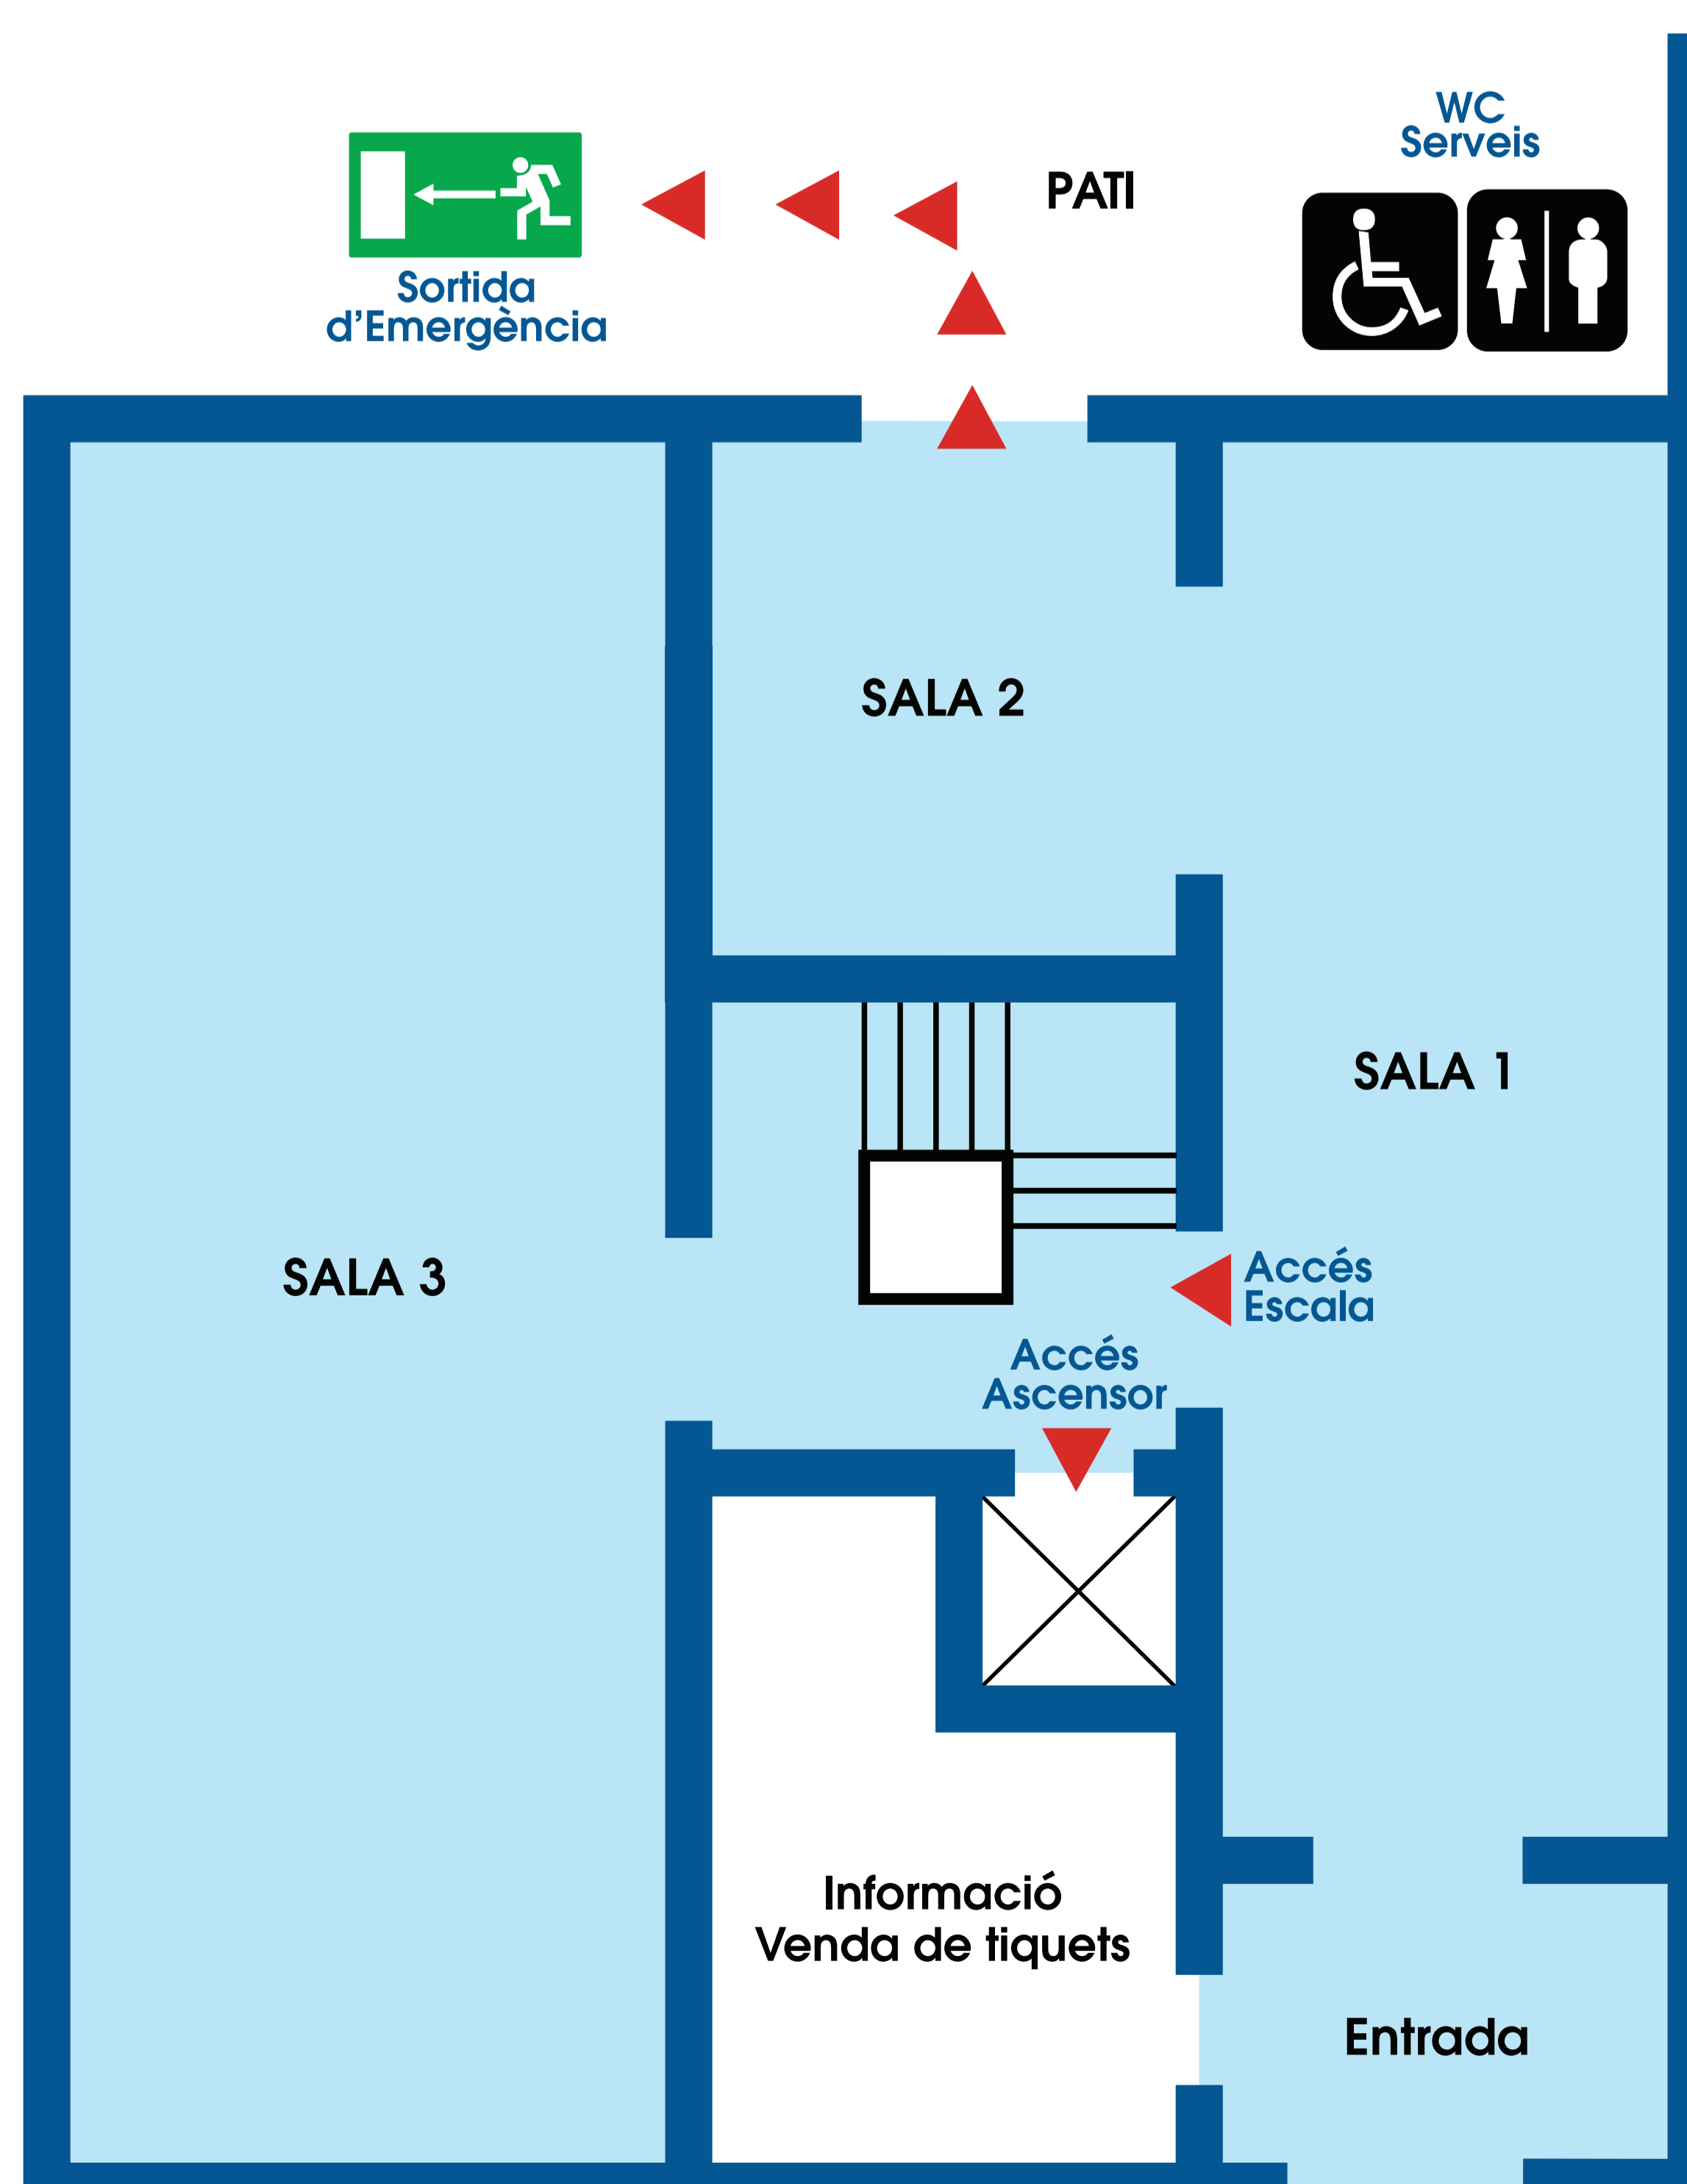 WC
Serveis
PATI
Sortida
d'Emergència
SALA 2
SALA 1
SALA 3
Accés
Escala
Accés
Ascensor
Informació
Venda de tiquets
Entrada